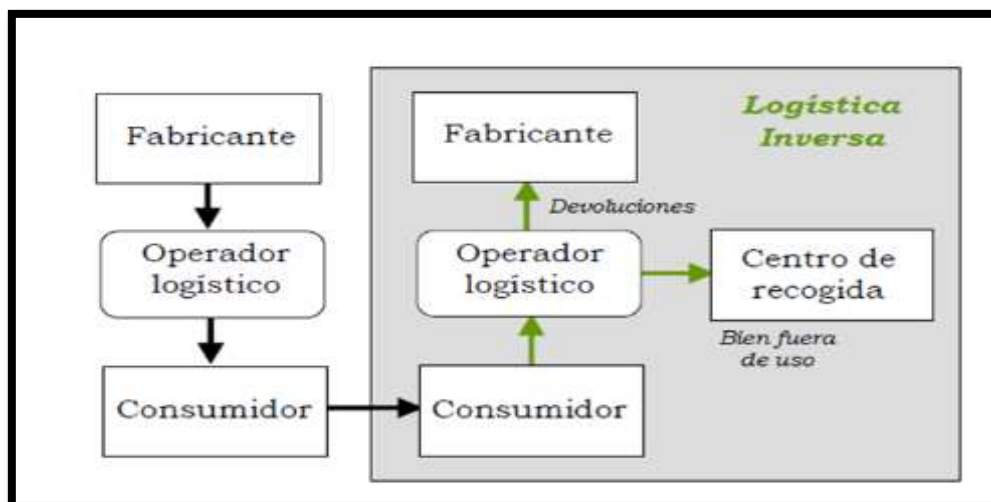 Fabricante
Operador
logístico
Consumidor
Logística
Inversa
Fabricante
Devoluciones
Operador
logístico
Centro de
recogida
Bien fuera
de uso
Consumidor